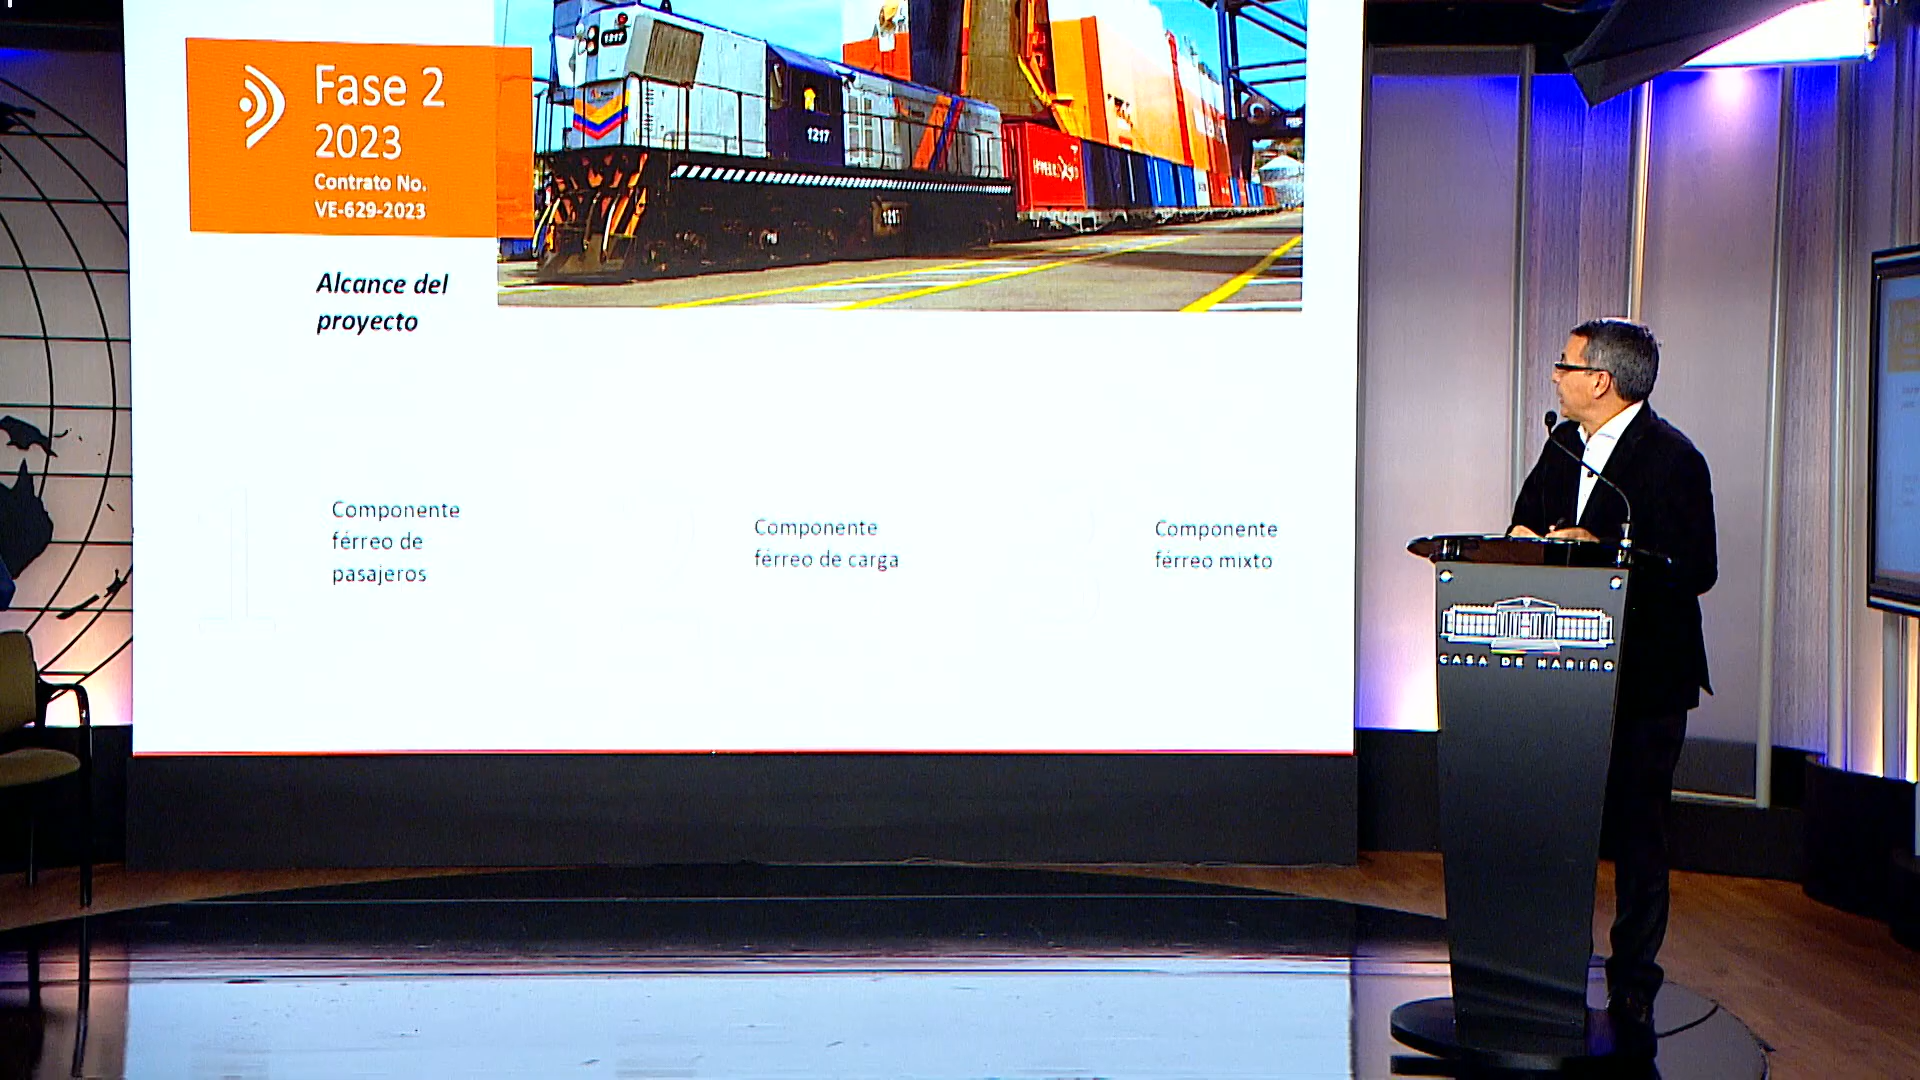 Fase 2
2023
Contrato No.
VE-629-2023
Alcance del
proyecto
1217
1217
1217
Componente
férreo de
pasajeros
Componente
férreo de carga
Componente
férreo mixto
CASA DE NARIÑO